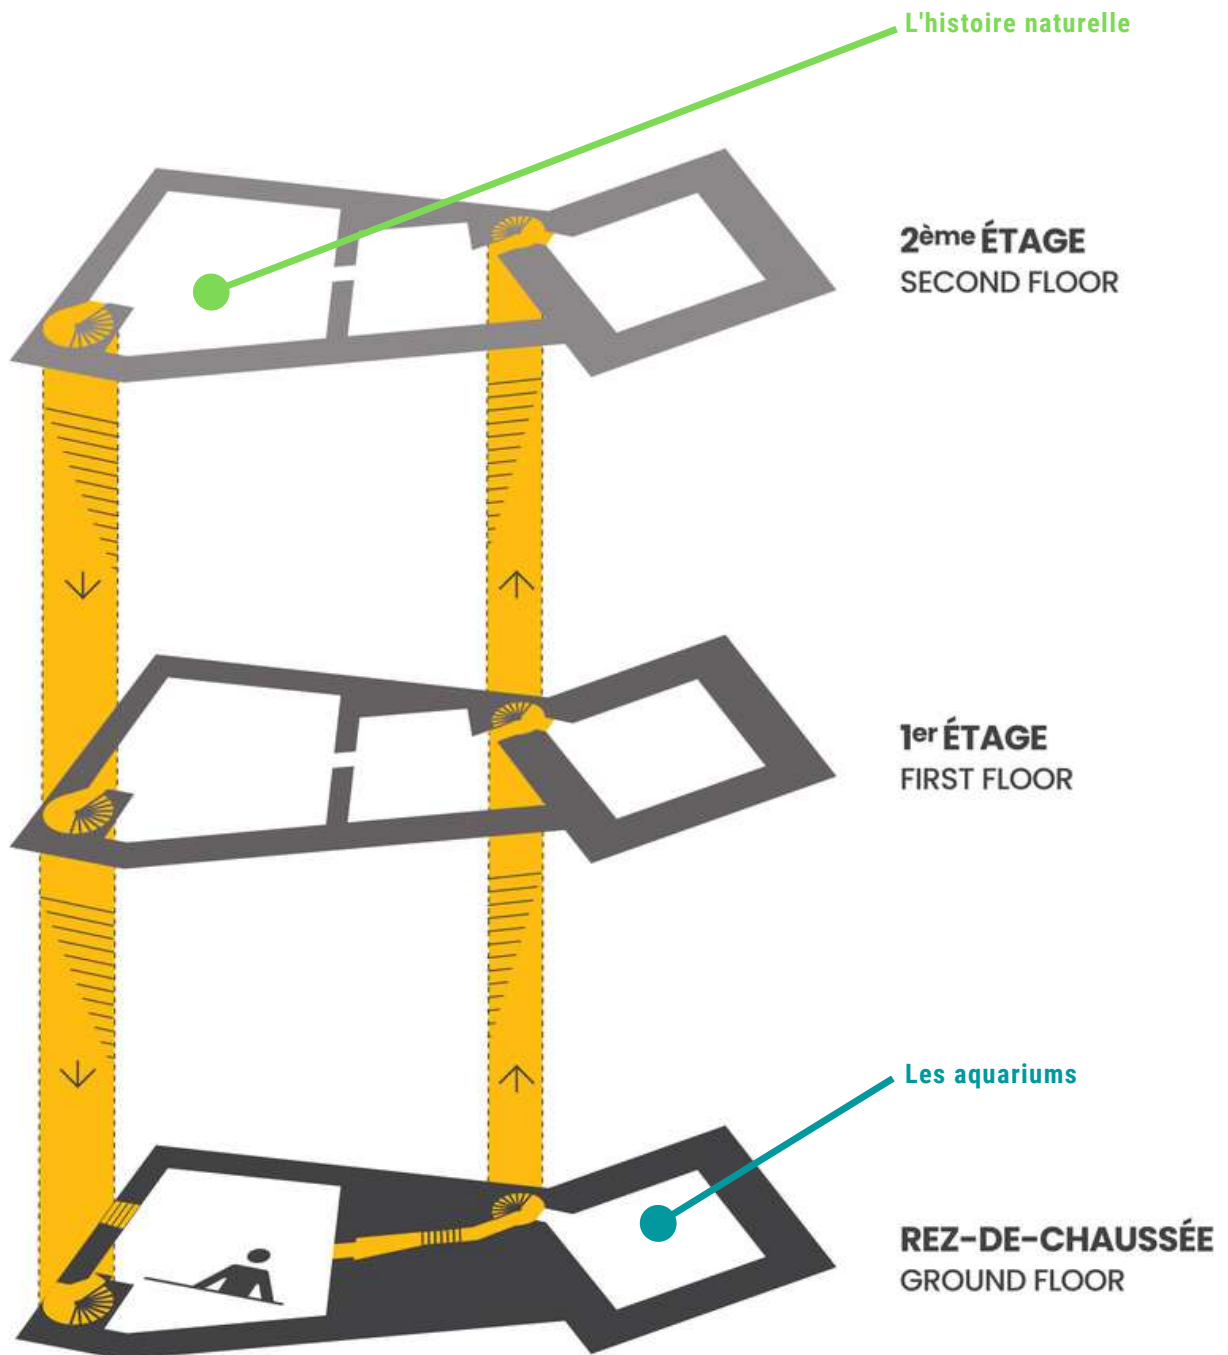 L'histoire naturelle
2ème ÉTAGE
SECOND FLOOR
1er ÉTAGE
FIRST FLOOR
Les aquariums
REZ-DE-CHAUSSÉE
GROUND FLOOR